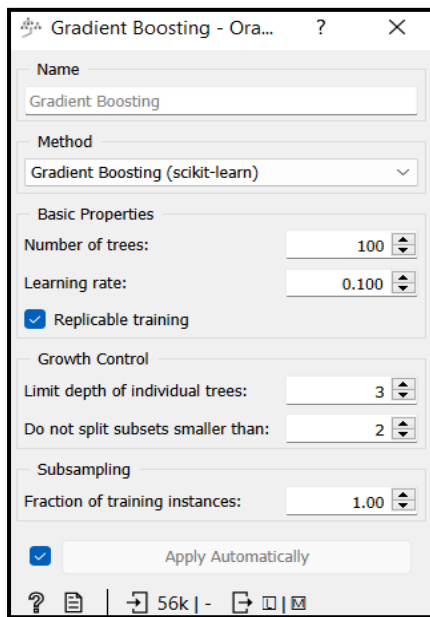 Gradient Boosting - Ora... ?
Name
Gradient Boosting
Method
Gradient Boosting (scikit-learn)
Basic Properties
Number of trees: 100
Learning rate: 0.100
Replicable training
Growth Control
Limit depth of individual trees: 3
Do not split subsets smaller than: 2
Subsampling
Fraction of training instances: 1.00
Apply Automatically
? 56k | - L | M